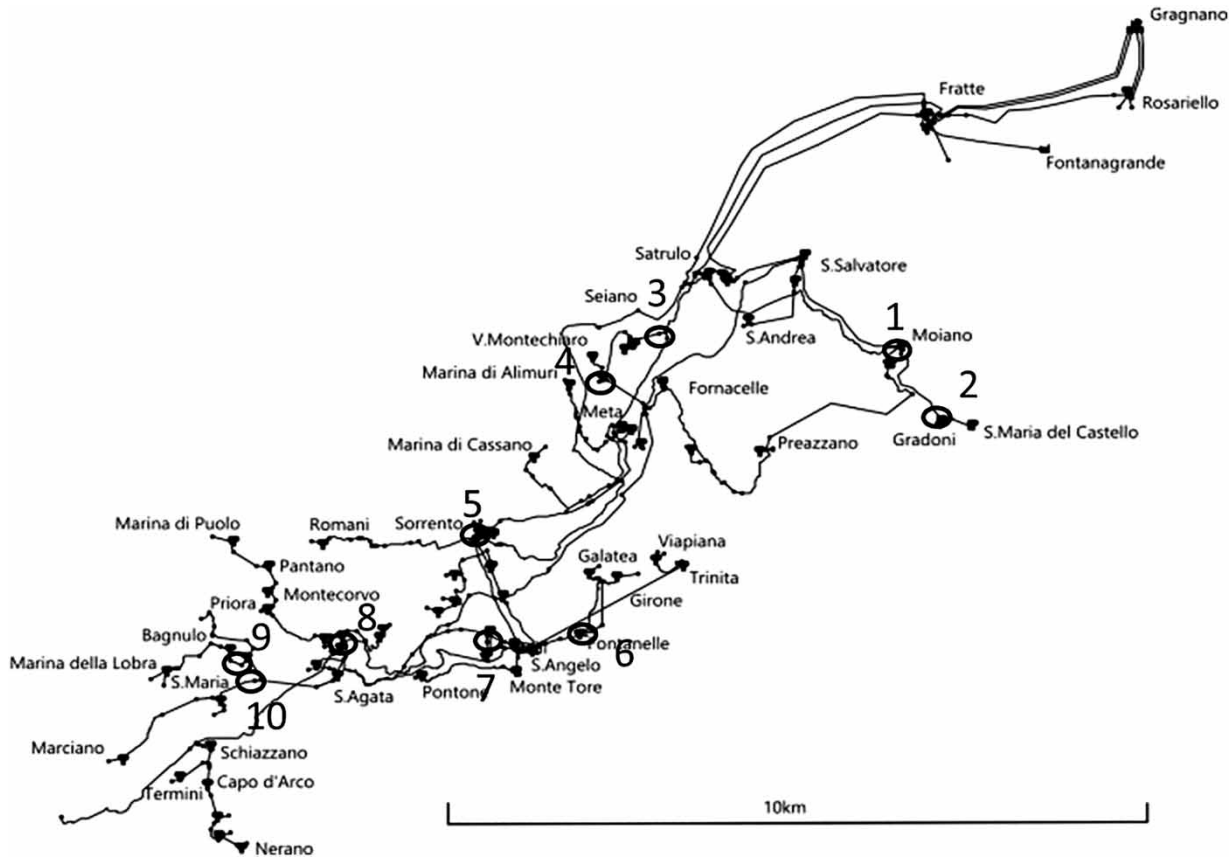 Gragnano
Fratte
Rosariello
Fontanagrande
Satrulo
S.Salvatore
3
Seiano
1
V.Montechiaro
S.Andrea
Moiano
4
Marina di Alimuri
Fornacelle
2
Meta
Marina di Cassano
Preazzano
Gradoni
S.Maria del Castello
5
Marina di Puolo
Romani
Sorrento
Viapiana
Galatea
Pantano
Trinita
Montecorvo
Girone
Priora
8
Bagnulo
9
Fontanelle
6
Marina della Lobra
S.Angelo
S.Maria
S.Agata
Pontone
7
Monte Tore
10
Marciano
Schiazzano
Termini
Capo d'Arco
10km
Nerano